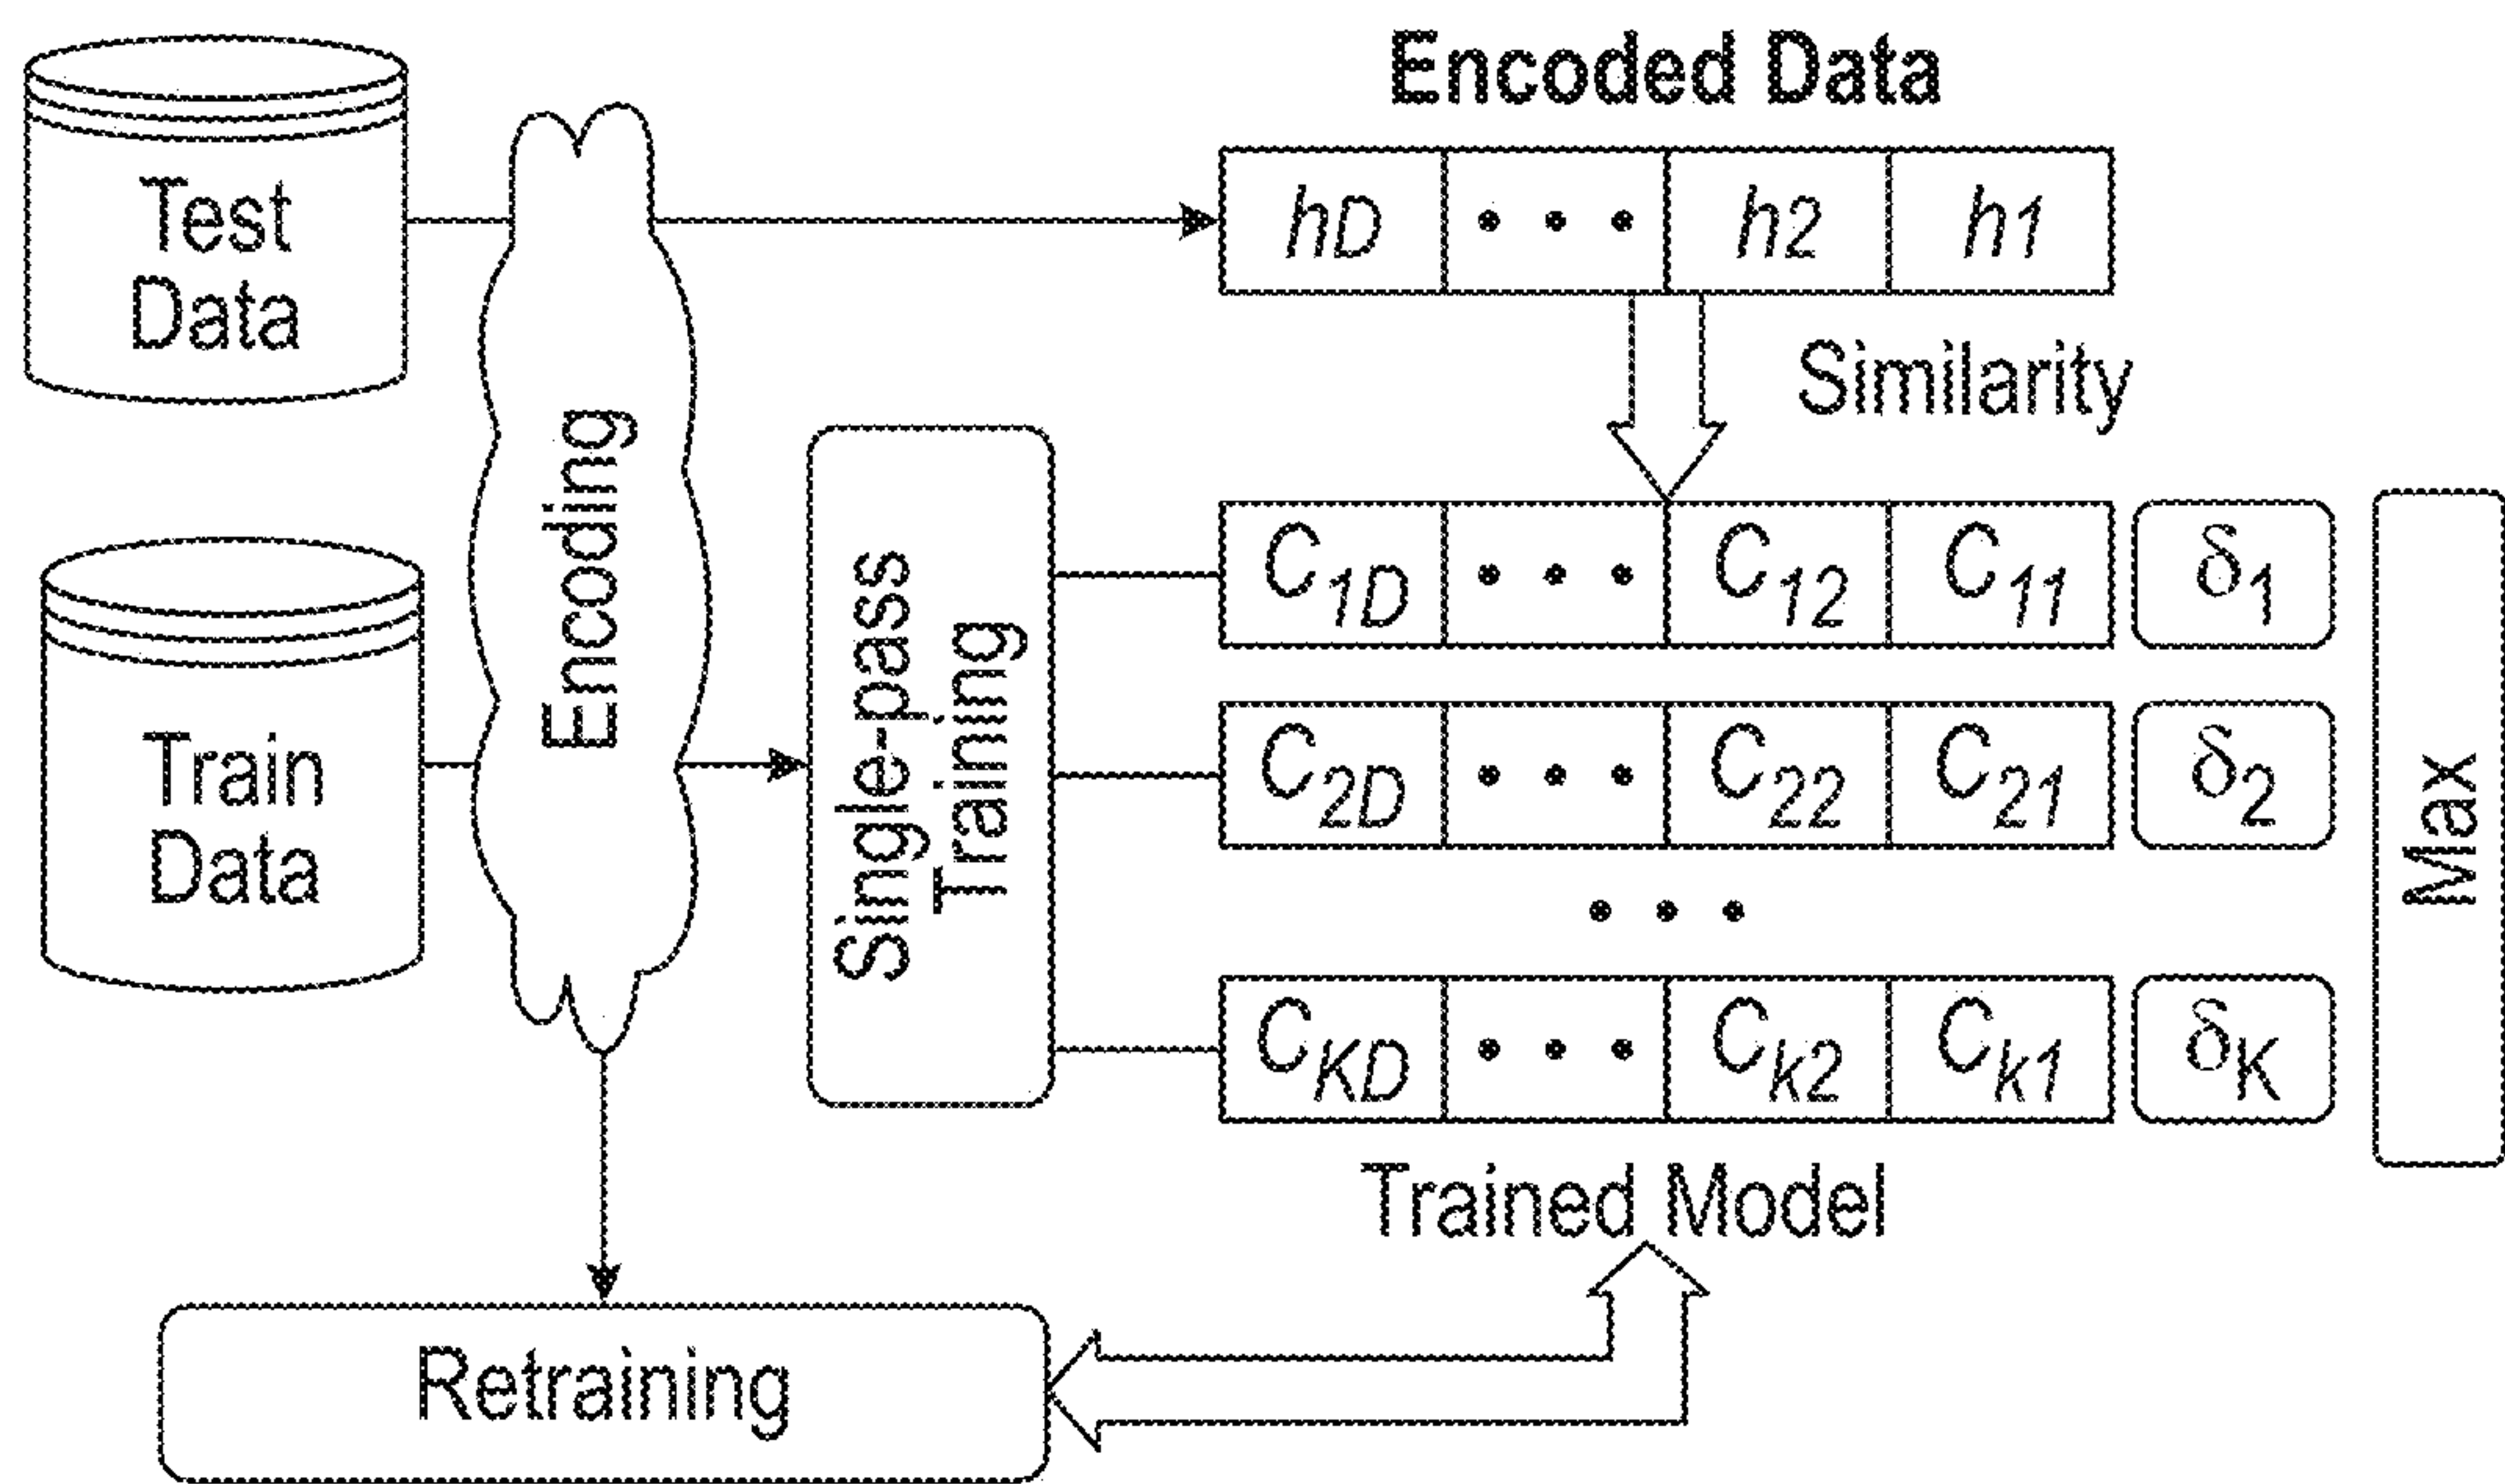 Test
Data
Encoding
Encoded Data
hD • • • h2 h1
Similarity
Train
Data
Single-pass
Training
C1D • • • C12 C11 δ1
C2D • • • C22 C21 δ2
• • •
CKD • • • Ck2 Ck1 δK
Max
Trained Model
Retraining